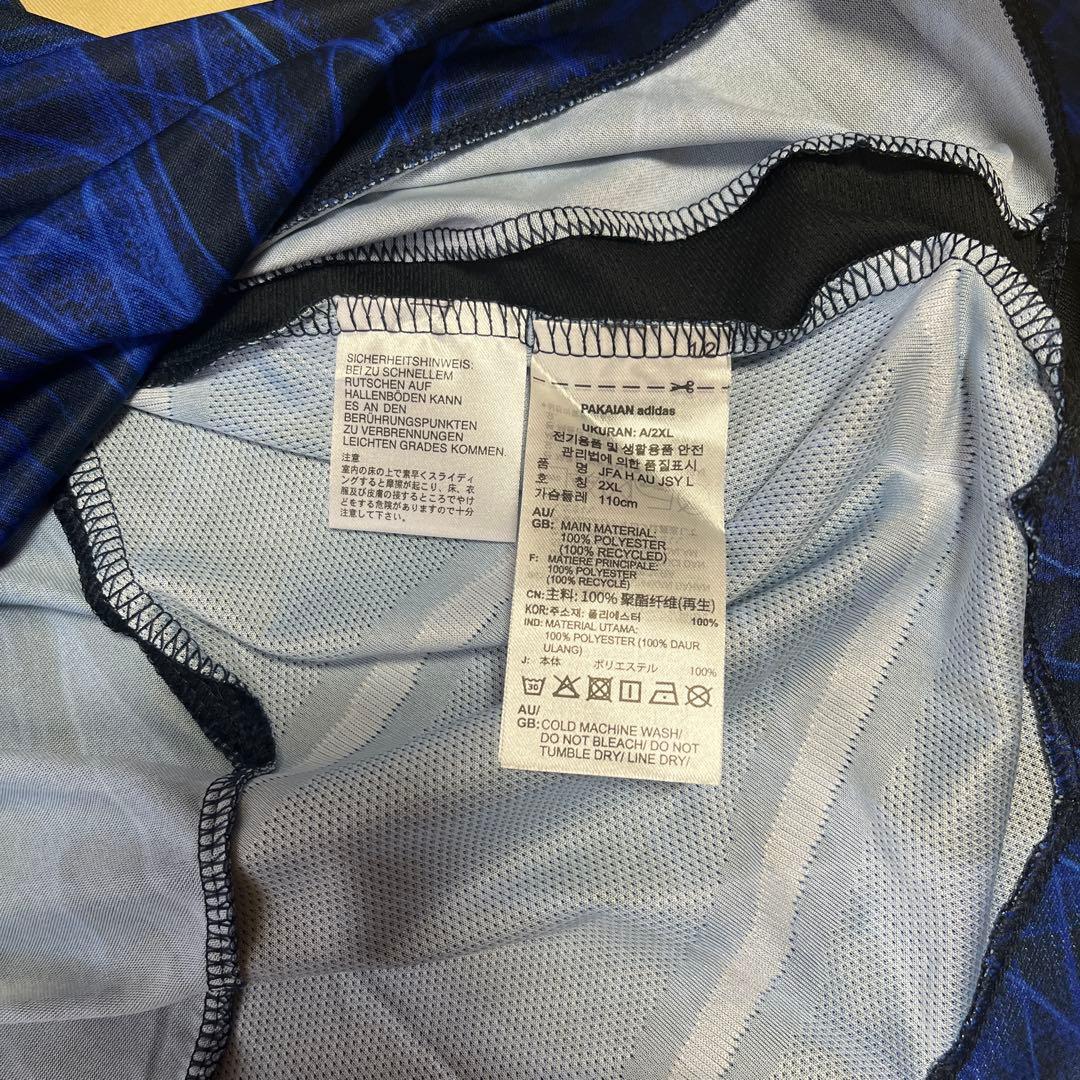 SICHERHEITSHINWEIS:
BEI ZU SCHNELLEM
RUTSCHEN AUF
HALLENBÖDEN KANN
ES AN DEN
BERÜHRUNGSPUNKTEN
ZU VERBRENNUNGEN
LEICHTEN GRADES KOMMEN.
注意
室内の床の上で素早くスライディ
ングすると摩擦が起こり、床、衣
服及び皮膚の接するところでやけ
どをする危険がありますので十分
注意して下さい。
1/2
PAKAIAN adidas
UKURAN: A/2XL
전기용품 및 생활용품 안전
관리법에 의한 품질표시
품 명 JFA H AU JSY L
호 칭 2XL
가슴둘레 110cm
AU/
GB: MAIN MATERIAL:
100% POLYESTER
(100% RECYCLED)
F: MATIÈRE PRINCIPALE:
100% POLYESTER
(100% RECYCLÉ)
CN: 主料: 100% 聚酯纤维(再生)
KOR: 주소재: 폴리에스터 100%
IND: MATERIAL UTAMA:
100% POLYESTER (100% DAUR
ULANG)
J: 本体 ポリエステル 100%
30
AU/
GB: COLD MACHINE WASH/
DO NOT BLEACH/ DO NOT
TUMBLE DRY/ LINE DRY/